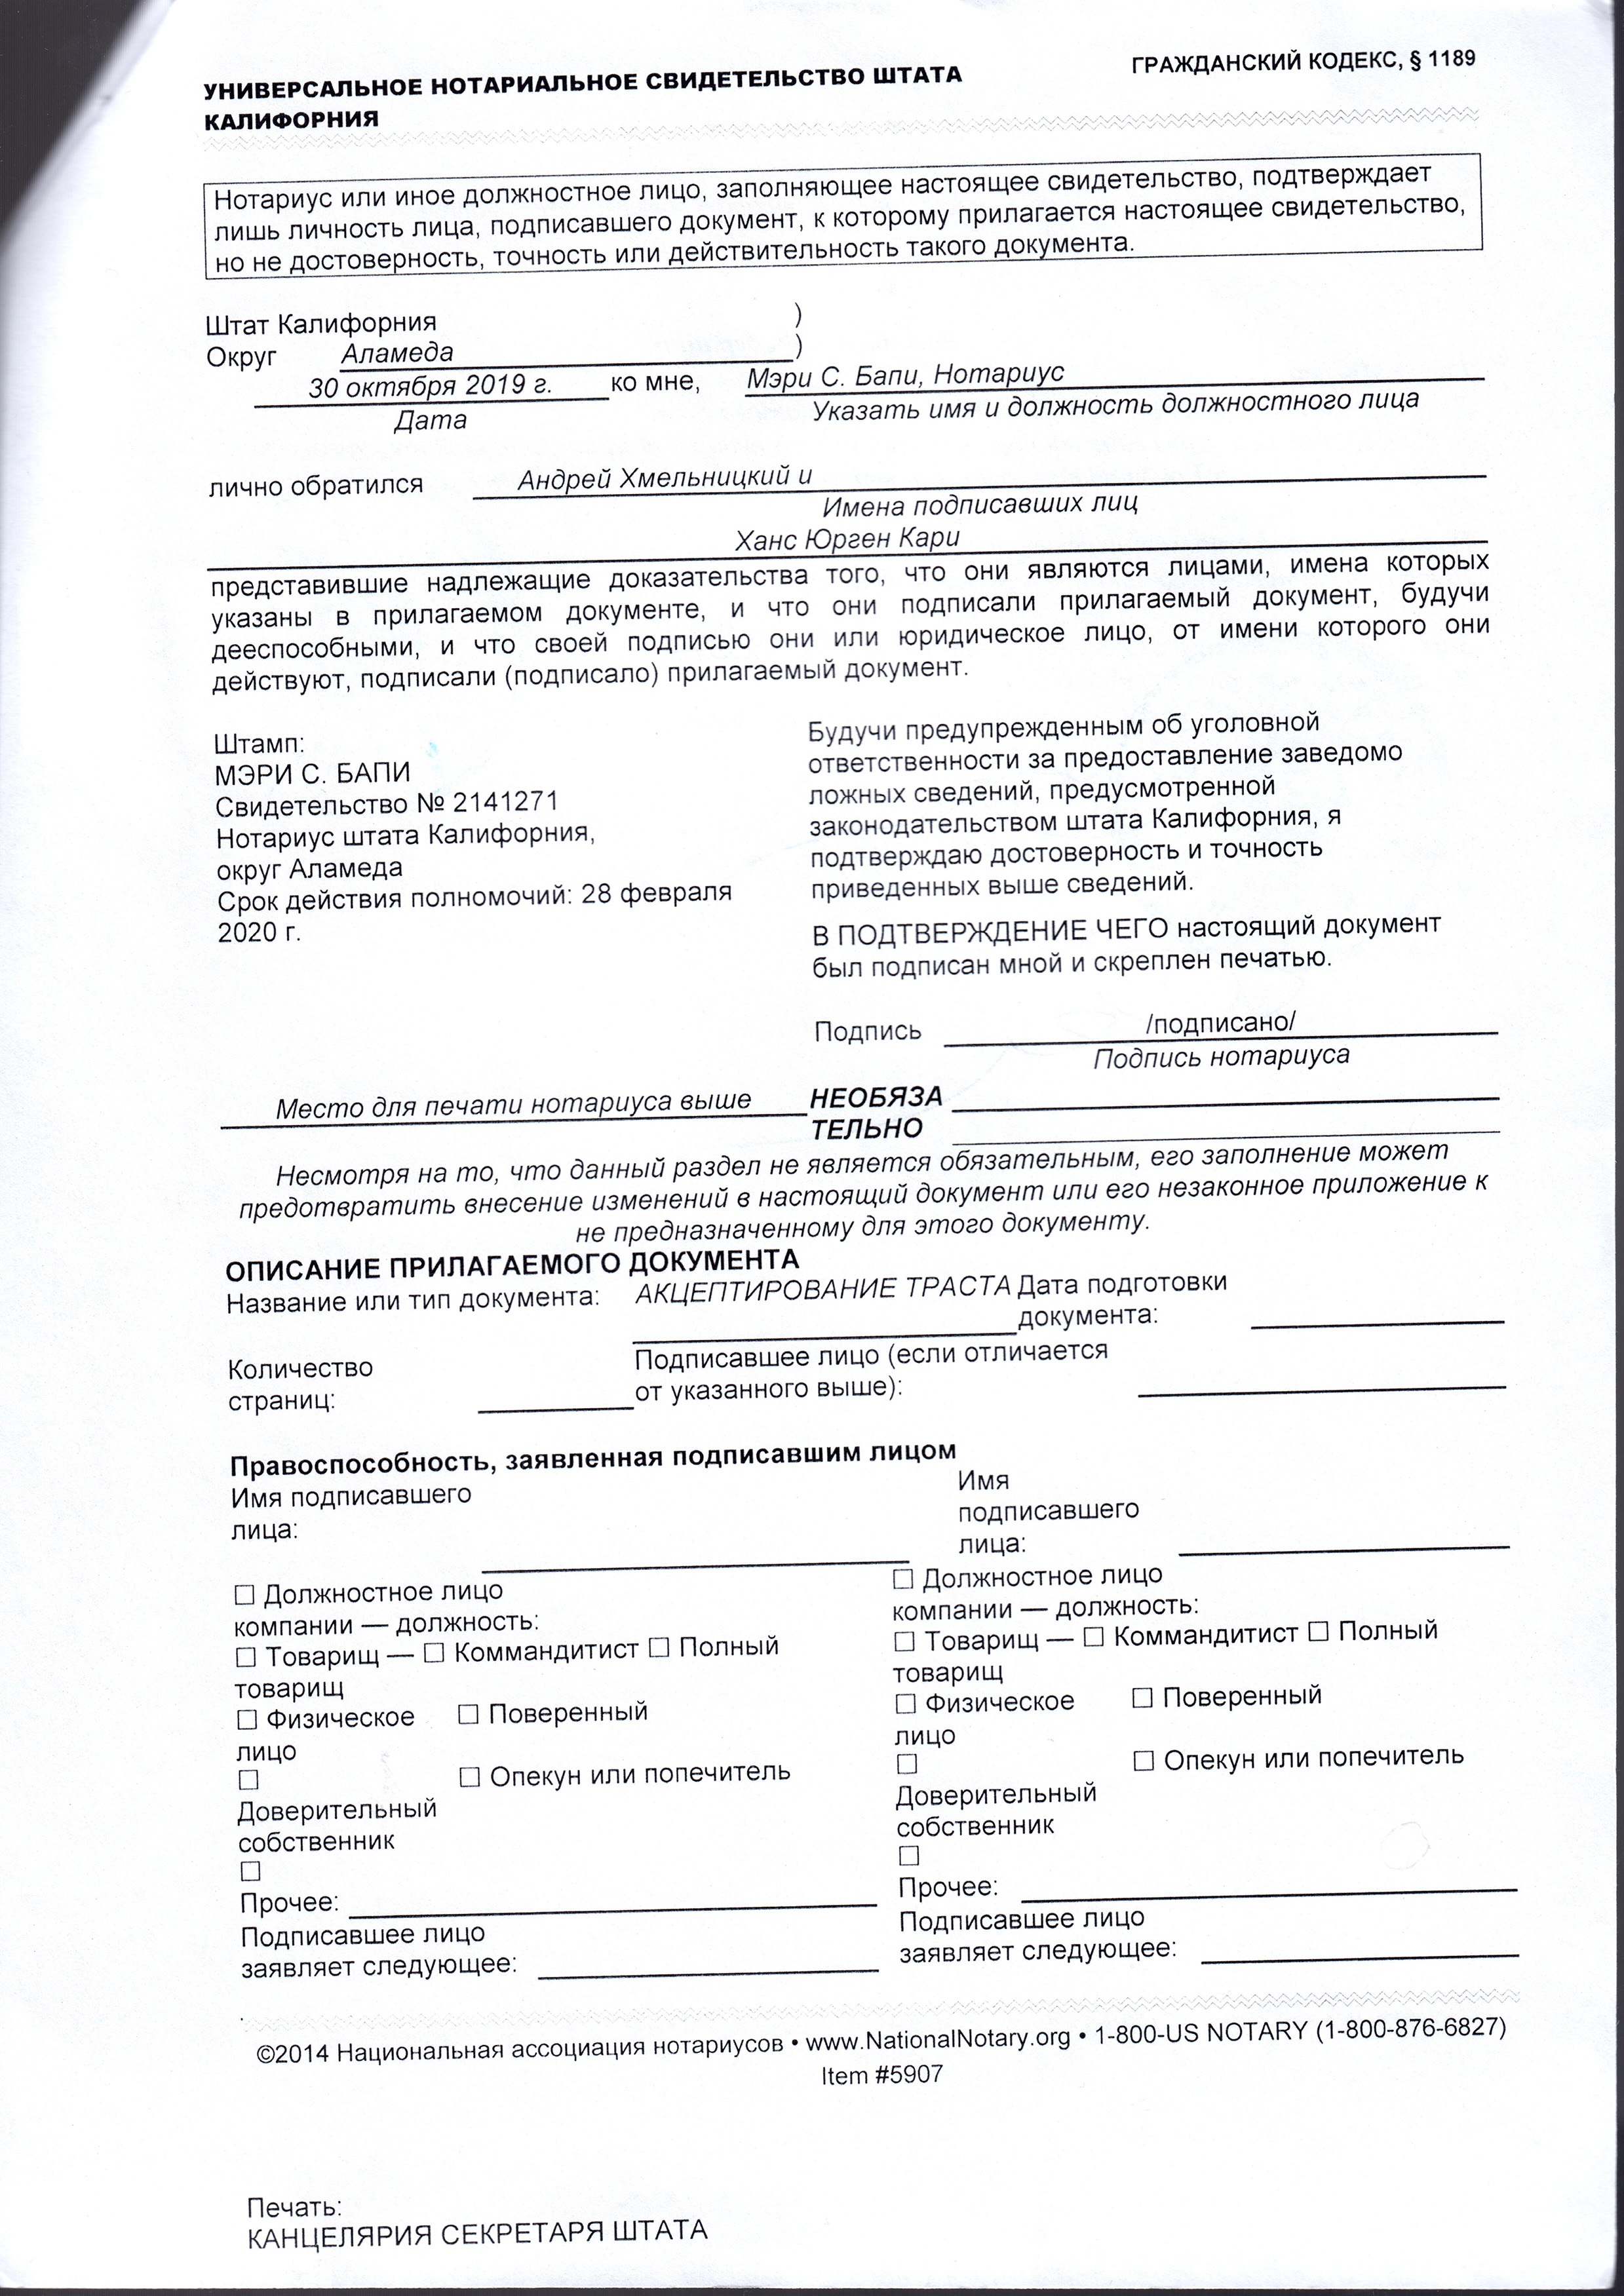 УНИВЕРСАЛЬНОЕ НОТАРИАЛЬНОЕ СВИДЕТЕЛЬСТВО ШТАТА КАЛИФОРНИЯ
ГРАЖДАНСКИЙ КОДЕКС, § 1189
Нотариус или иное должностное лицо, заполняющее настоящее свидетельство, подтверждает
лишь личность лица, подписавшего документ, к которому прилагается настоящее свидетельство,
но не достоверность, точность или действительность такого документа.
Штат Калифорния )
Округ Аламеда )
30 октября 2019 г. ко мне, Мэри С. Бапи, Нотариус
Дата Указать имя и должность должностного лица
лично обратился Андрей Хмельницкий и
Имена подписавших лиц
Ханс Юрген Кари
представившие надлежащие доказательства того, что они являются лицами, имена которых
указаны в прилагаемом документе, и что они подписали прилагаемый документ, будучи
дееспособными, и что своей подписью они или юридическое лицо, от имени которого они
действуют, подписали (подписало) прилагаемый документ.
Штамп:
МЭРИ С. БАПИ
Свидетельство № 2141271
Нотариус штата Калифорния,
округ Аламеда
Срок действия полномочий: 28 февраля
2020 г.
Будучи предупрежденным об уголовной
ответственности за предоставление заведомо
ложных сведений, предусмотренной
законодательством штата Калифорния, я
подтверждаю достоверность и точность
приведенных выше сведений.
В ПОДТВЕРЖДЕНИЕ ЧЕГО настоящий документ
был подписан мной и скреплен печатью.
Подпись /подписано/
Подпись нотариуса
Место для печати нотариуса выше НЕОБЯЗА
ТЕЛЬНО
Несмотря на то, что данный раздел не является обязательным, его заполнение может
предотвратить внесение изменений в настоящий документ или его незаконное приложение к
не предназначенному для этого документу.
ОПИСАНИЕ ПРИЛАГАЕМОГО ДОКУМЕНТА
Название или тип документа: АКЦЕПТИРОВАНИЕ ТРАСТА Дата подготовки
документа:
Количество
страниц:
Подписавшее лицо (если отличается
от указанного выше):
Правоспособность, заявленная подписавшим лицом
Имя подписавшего
лица:
☐ Должностное лицо
компании — должность:
☐ Товарищ — ☐ Коммандитист ☐ Полный
товарищ
☐ Физическое ☐ Поверенный
лицо
☐ ☐ Опекун или попечитель
Доверительный
собственник
☐
Прочее:
Подписавшее лицо
заявляет следующее:
Имя
подписавшего
лица:
☐ Должностное лицо
компании — должность:
☐ Товарищ — ☐ Коммандитист ☐ Полный
товарищ
☐ Физическое ☐ Поверенный
лицо
☐ ☐ Опекун или попечитель
Доверительный
собственник
☐
Прочее:
Подписавшее лицо
заявляет следующее:
©2014 Национальная ассоциация нотариусов • www.NationalNotary.org • 1-800-US NOTARY (1-800-876-6827)
Item #5907
Печать:
КАНЦЕЛЯРИЯ СЕКРЕТАРЯ ШТАТА